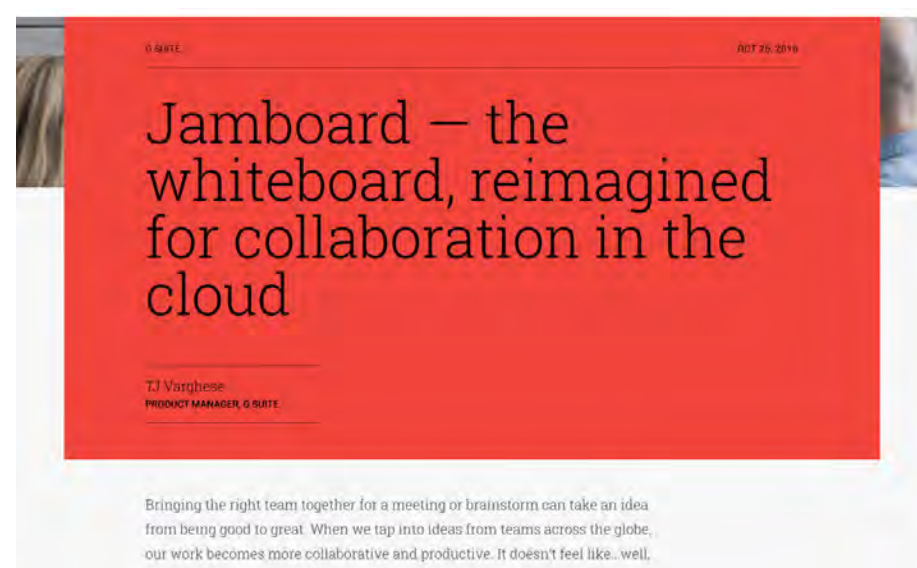 G SUITE
OCT 25, 2016
Jamboard — the
whiteboard, reimagined
for collaboration in the
cloud
TJ Varghese
PRODUCT MANAGER, G SUITE
Bringing the right team together for a meeting or brainstorm can take an idea
from being good to great. When we tap into ideas from teams across the globe,
our work becomes more collaborative and productive. It doesn't feel like...well,